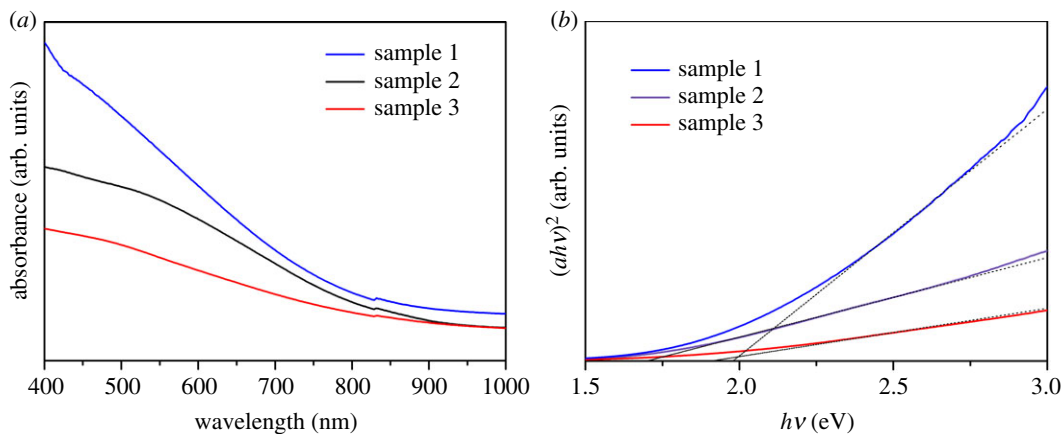 (a)
absorbance (arb. units)
sample 1
sample 2
sample 3
400 500 600 700 800 900 1000
wavelength (nm)
(b)
(ahν)²(arb. units)
sample 1
sample 2
sample 3
1.5 2.0 2.5 3.0
hν (eV)